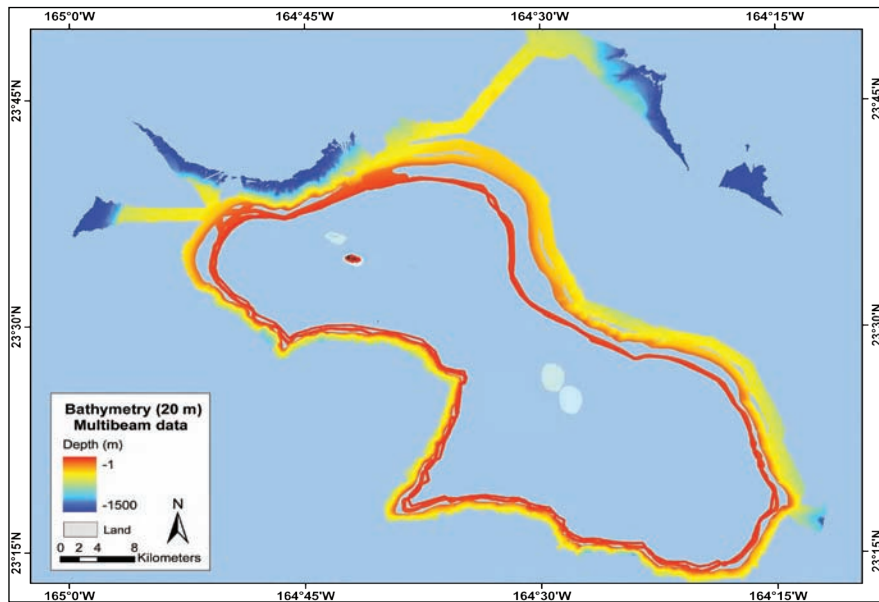 165°0'W 164°45'W 164°30'W 164°15'W
23°45'N 23°45'N
23°30'N 23°30'N
23°15'N 23°15'N
Bathymetry (20 m)
Multibeam data
Depth (m)
-1
-1500
N
Land
0 2 4 8
Kilometers
165°0'W 164°45'W 164°30'W 164°15'W